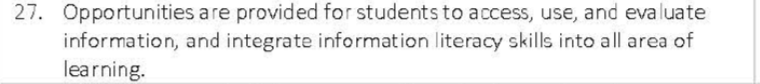 27. Opportunities are provided for students to access, use, and evaluate
information, and integrate information literacy skills into all area of
learning.